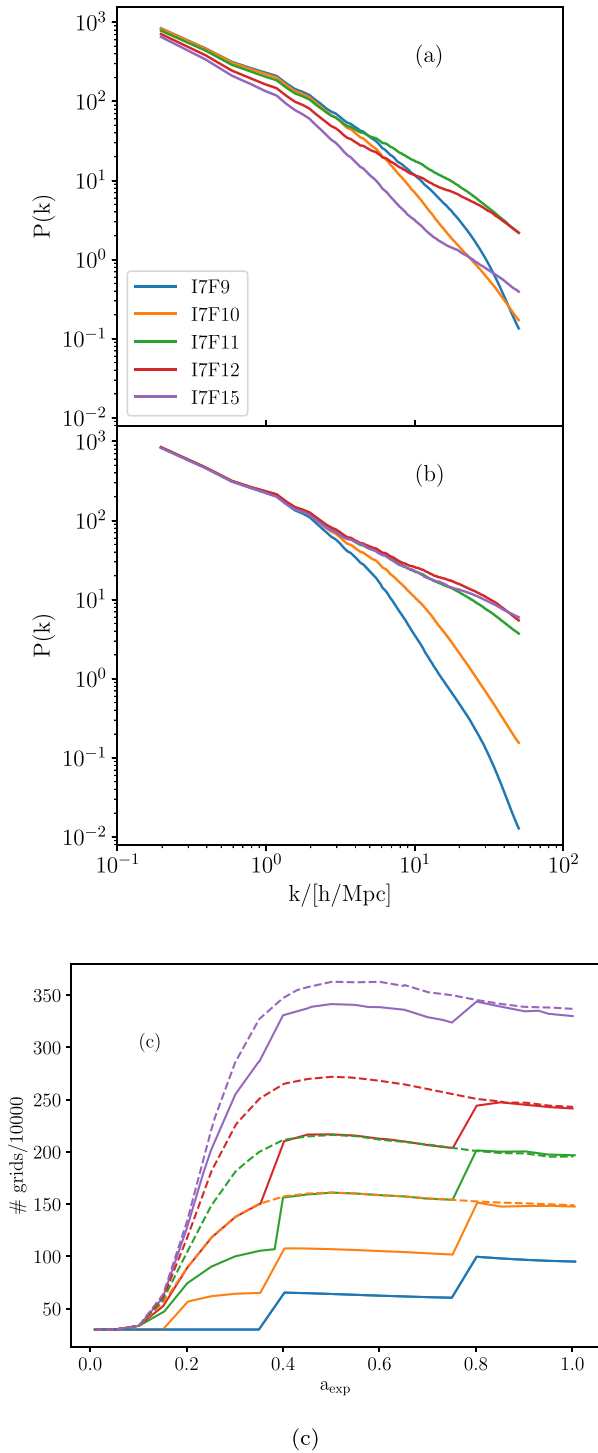 10³
(a)
10²
10¹
P(k)
10⁰
I7F9
I7F10
I7F11
10⁻¹
I7F12
I7F15
10⁻²
10³
(b)
10²
10¹
P(k)
10⁰
10⁻¹
10⁻²
10⁻¹ 10⁰ 10¹ 10²
k/[h/Mpc]
350
(c)
300
250
# grids/10000
200
150
100
50
0.0 0.2 0.4 0.6 0.8 1.0
a_exp
(c)